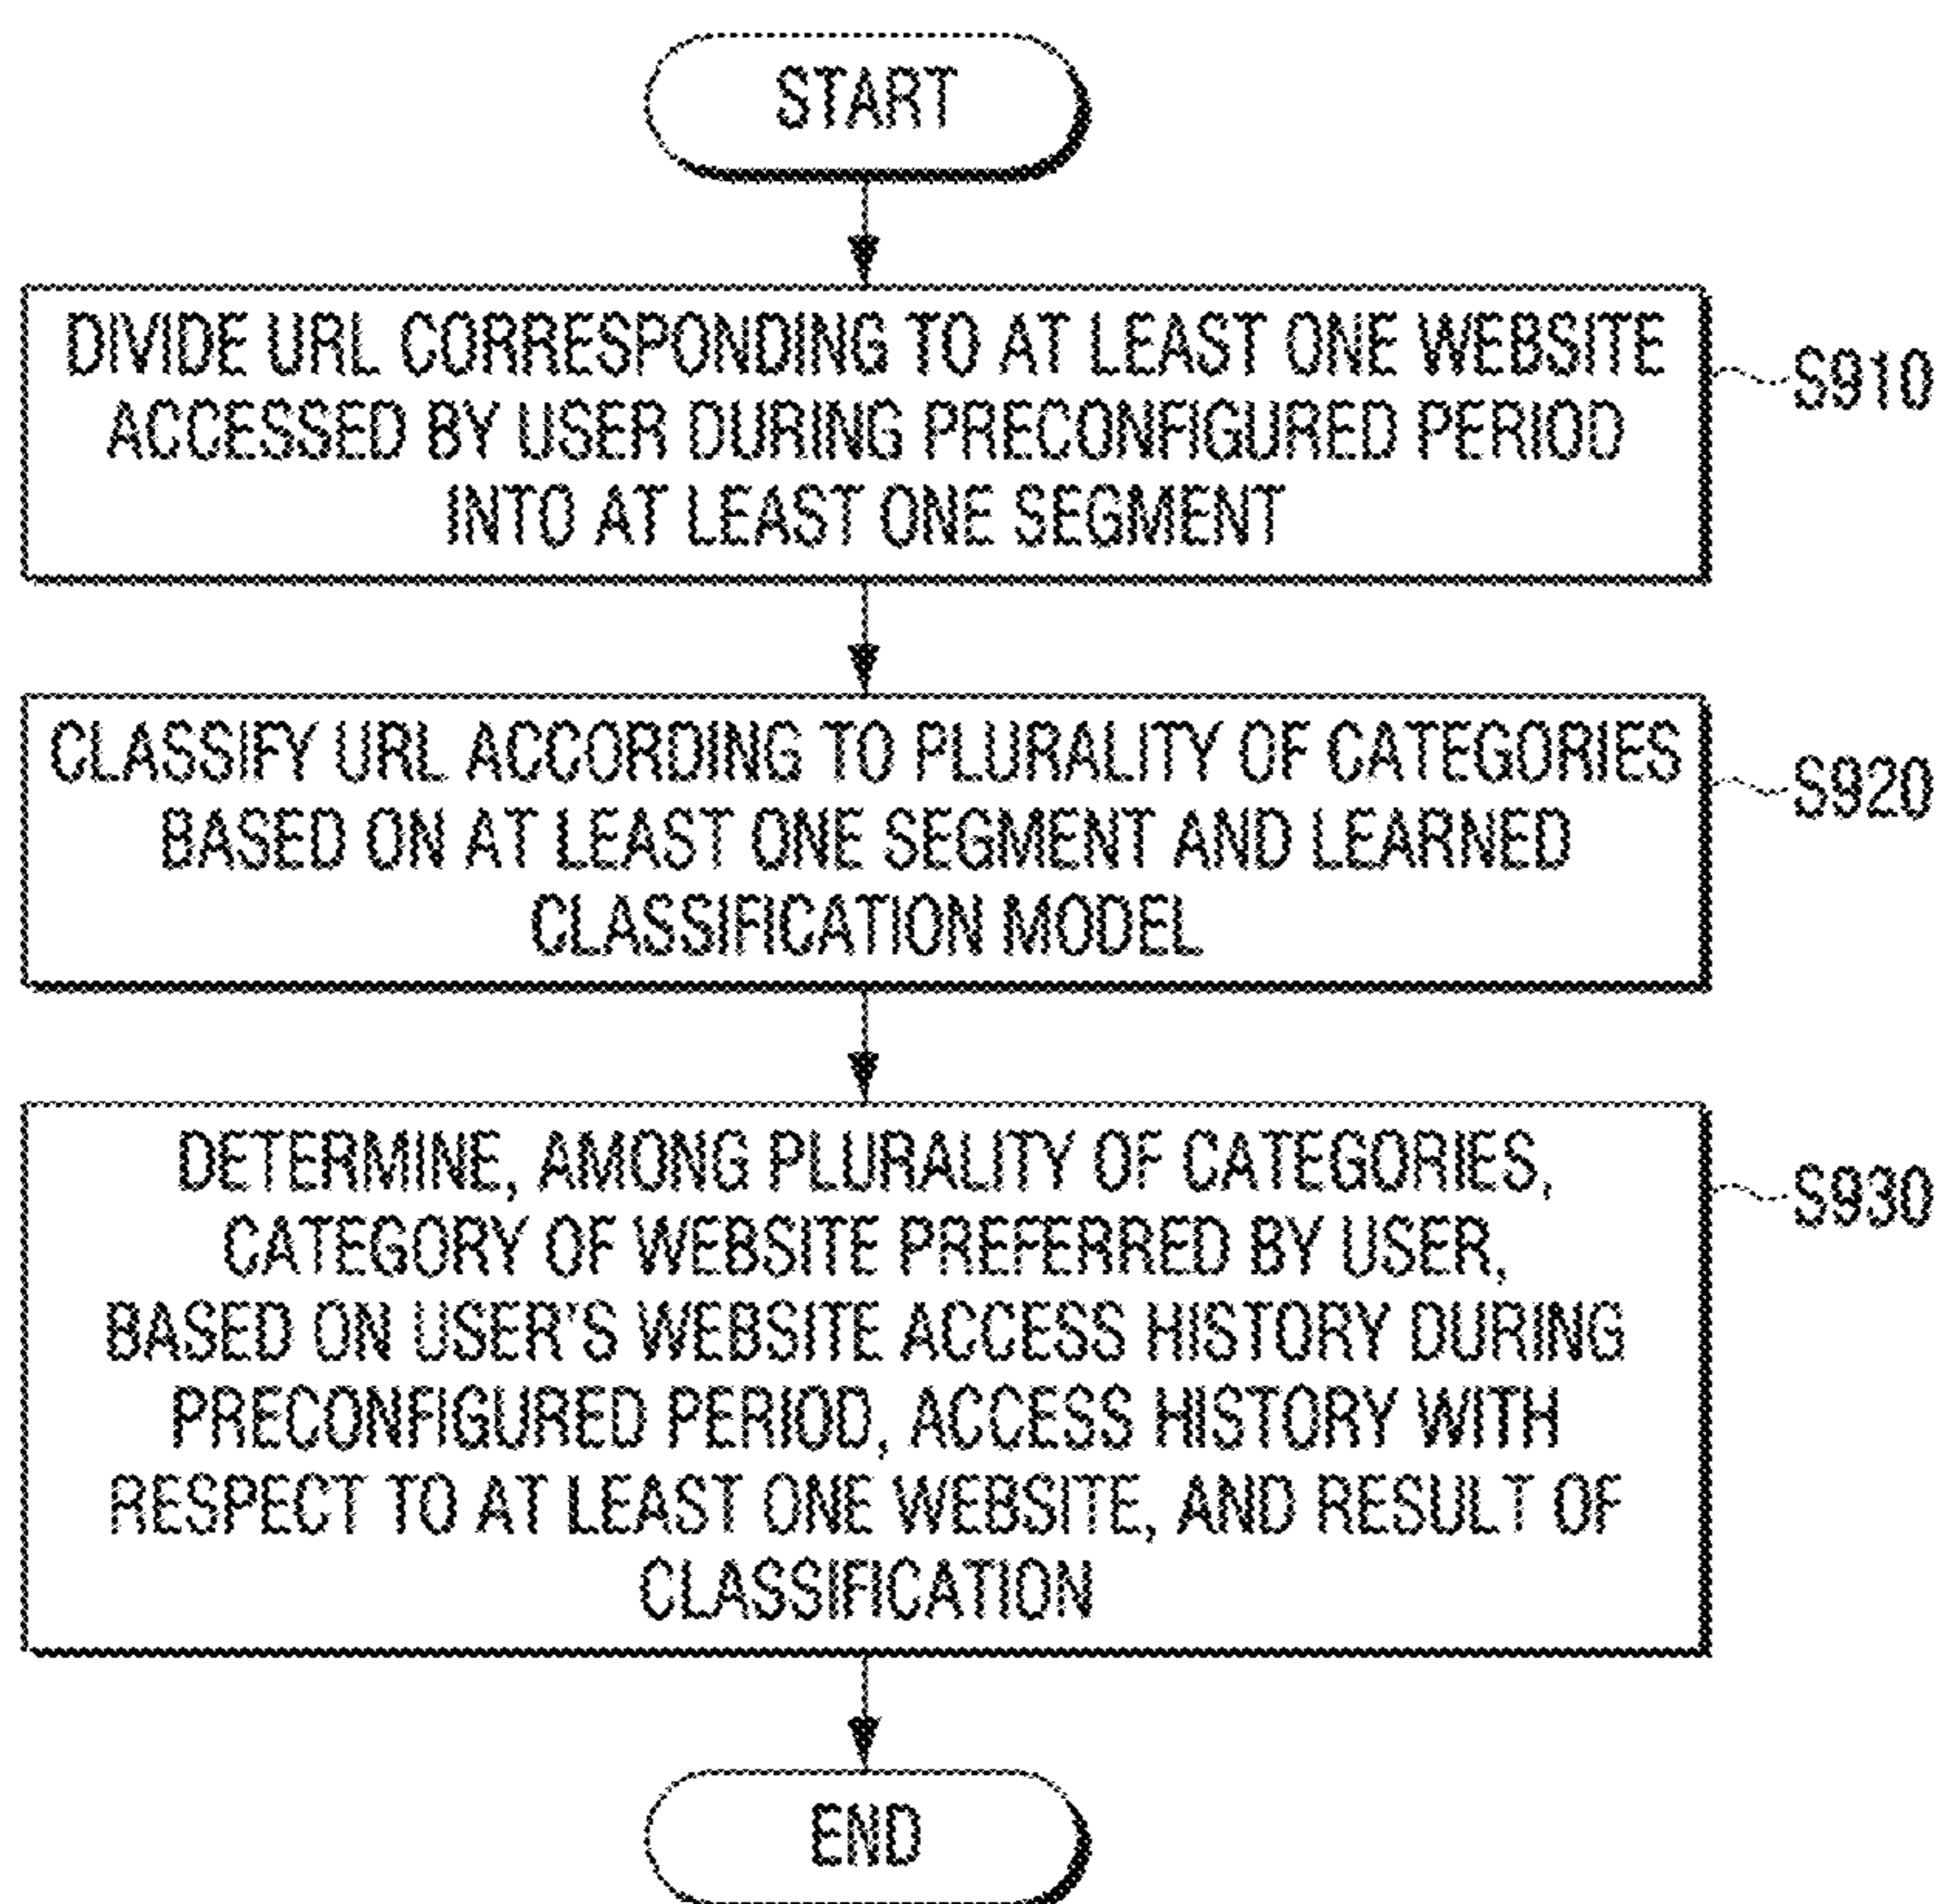 START
DIVIDE URL CORRESPONDING TO AT LEAST ONE WEBSITE
ACCESSED BY USER DURING PRECONFIGURED PERIOD
INTO AT LEAST ONE SEGMENT
S910
CLASSIFY URL ACCORDING TO PLURALITY OF CATEGORIES
BASED ON AT LEAST ONE SEGMENT AND LEARNED
CLASSIFICATION MODEL
S920
DETERMINE, AMONG PLURALITY OF CATEGORIES,
CATEGORY OF WEBSITE PREFERRED BY USER,
BASED ON USER'S WEBSITE ACCESS HISTORY DURING
PRECONFIGURED PERIOD, ACCESS HISTORY WITH
RESPECT TO AT LEAST ONE WEBSITE, AND RESULT OF
CLASSIFICATION
S930
END